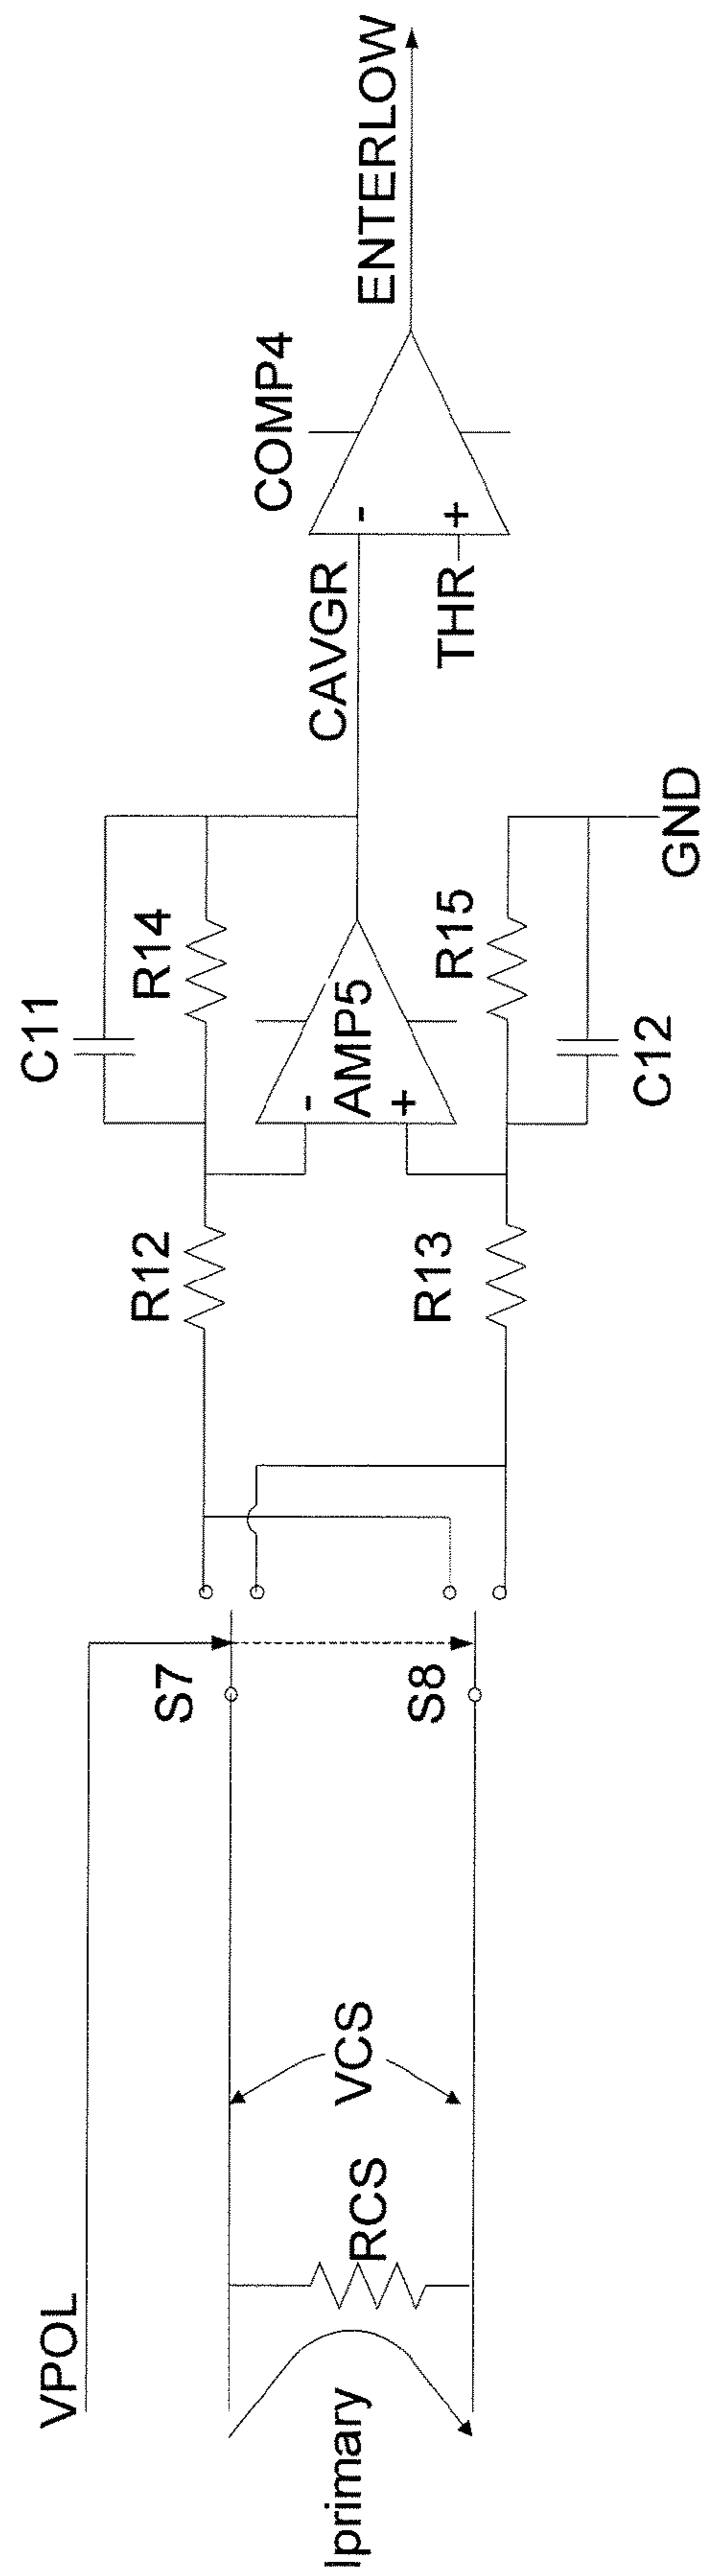 VPOL
Iprimary
RCS
VCS
S7
S8
R12
R13
C11
R14
-
AMP5
+
R15
C12
GND
CAVGR
THR
COMP4
-
+
ENTERLOW